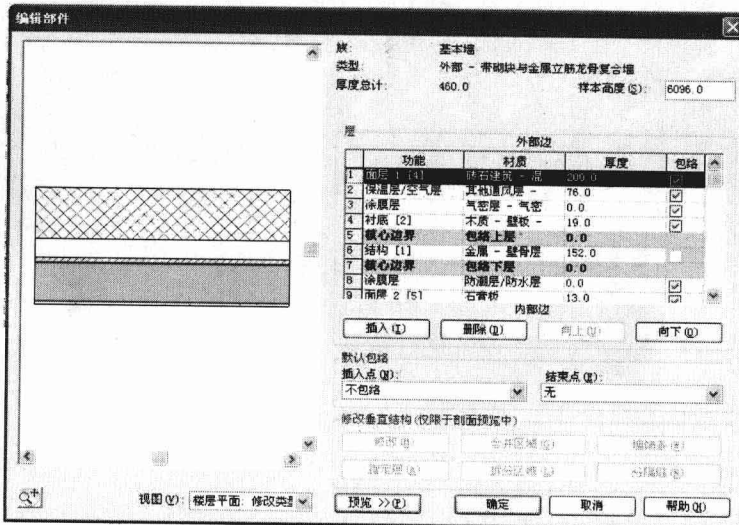 编辑部件
族: 基本墙
类型: 外部 - 带砌块与金属立筋龙骨复合墙
厚度总计: 460.0 样本高度(S): 6096.0
层
外部边
功能 材质 厚度 包络
1 面层 1 [4] 砖石建筑 - 混 200.0
2 保温层/空气层 其他通风层 - 76.0
3 涂膜层 气密层 - 气密 0.0
4 衬底 [2] 木质 - 壁板 - 19.0
5 核心边界 包络上层 0.0
6 结构 [1] 金属 - 壁骨层 152.0
7 核心边界 包络下层 0.0
8 涂膜层 防潮层/防水层 0.0
9 面层 2 [5] 石膏板 13.0
内部边
插入(I) 删除(D) 向上(U) 向下(O)
默认包络
插入点(N): 结束点(E):
不包络 无
修改垂直结构(仅限于剖面预览中)
修改 合并区域(G) 墙饰条
指定层(A) 拆分区域(L) 分隔缝(R)
视图(V): 楼层平面: 修改类型
预览 >>(P) 确定 取消 帮助(H)